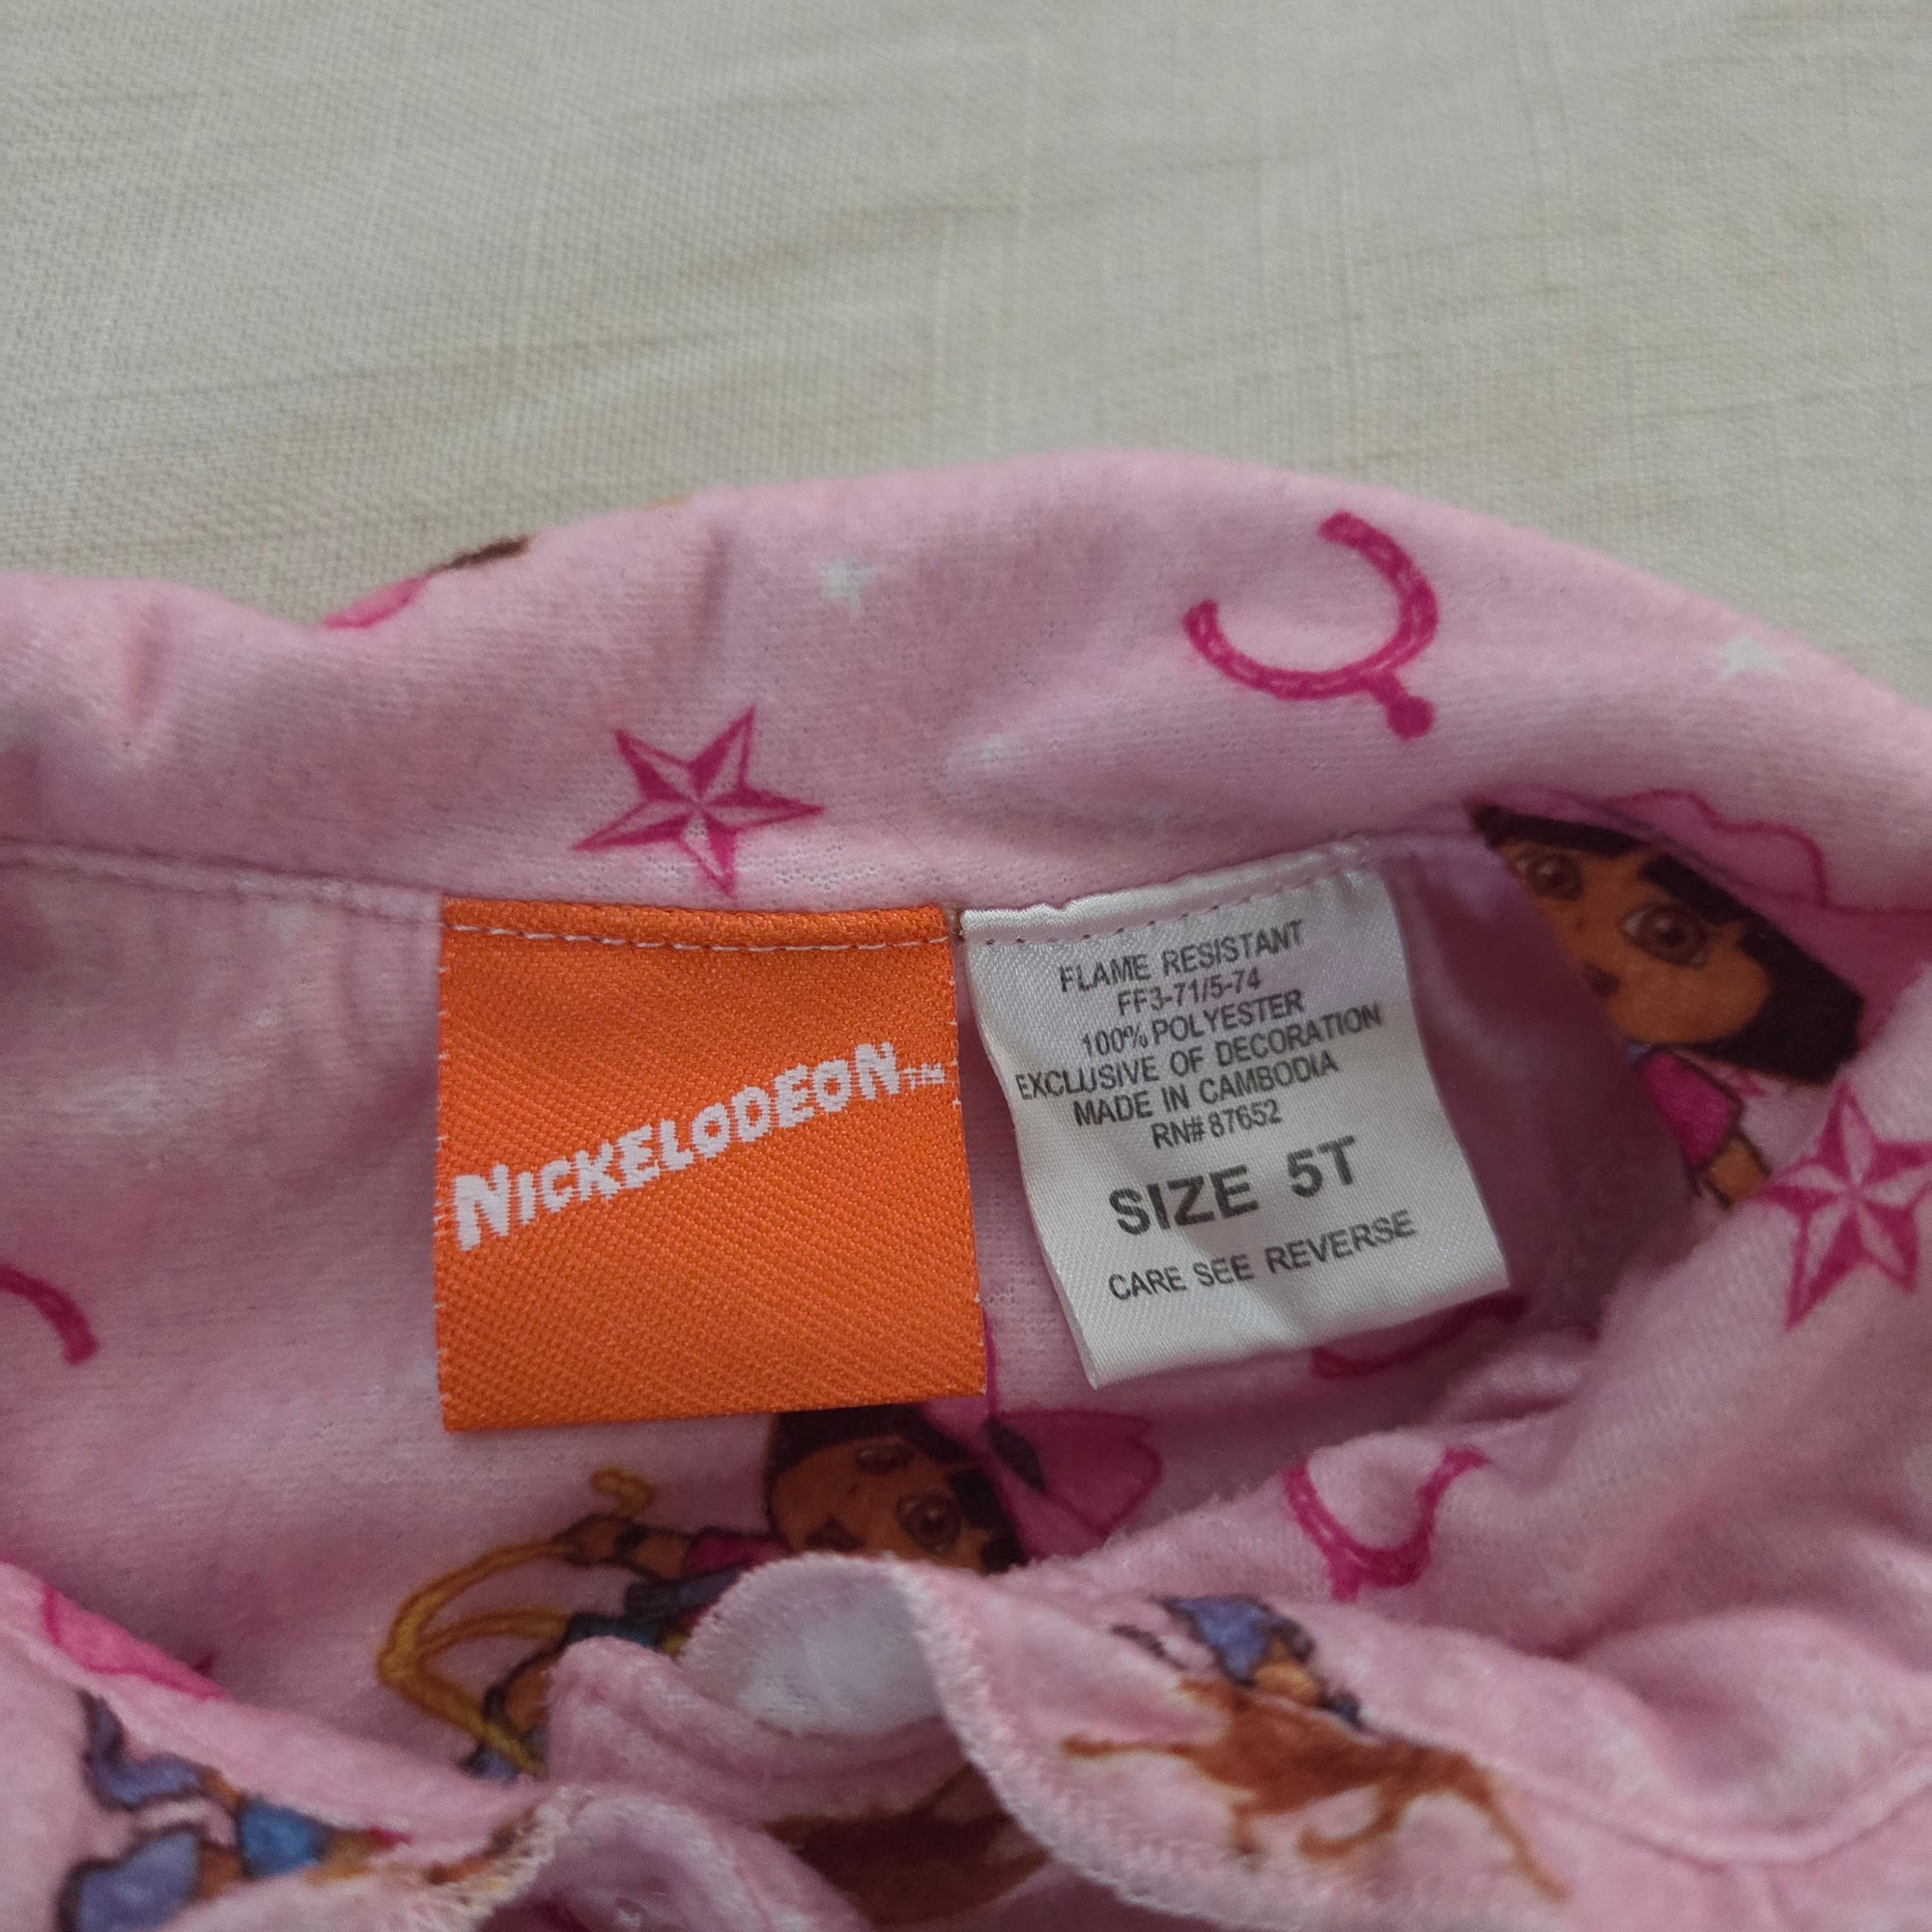 NICKELODEON™
FLAME RESISTANT
FF3-71/5-74
100% POLYESTER
EXCLUSIVE OF DECORATION
MADE IN CAMBODIA
RN# 87652
SIZE 5T
CARE SEE REVERSE